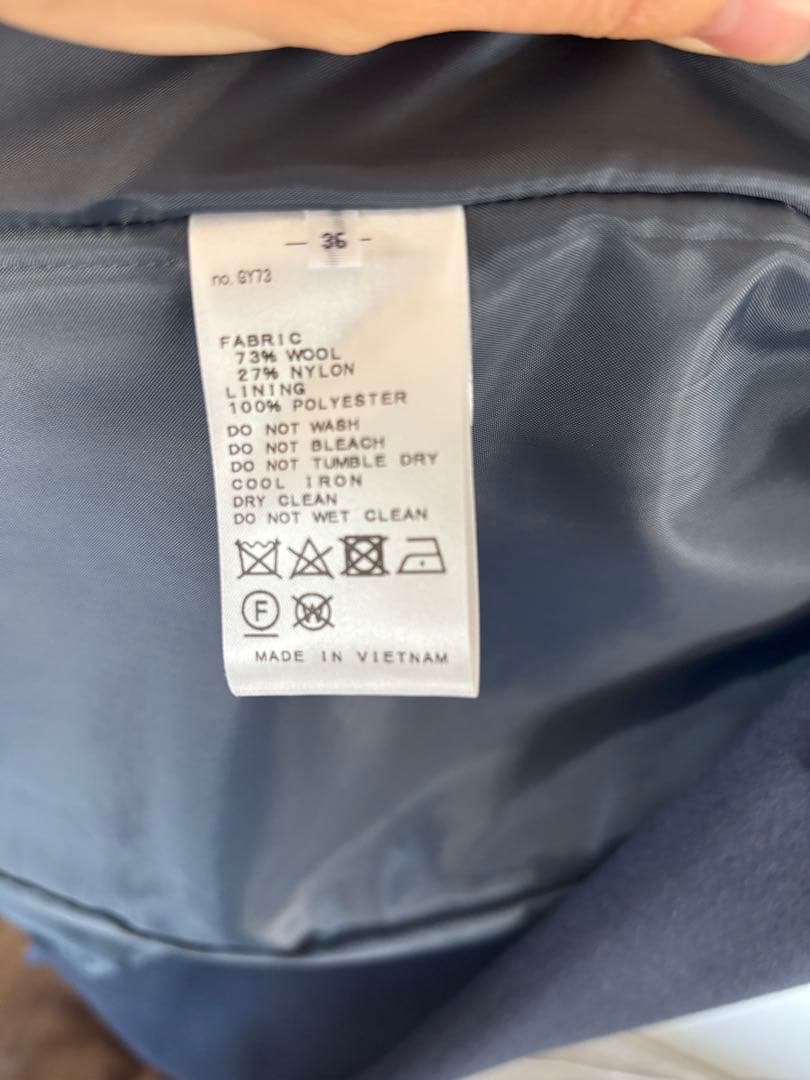 — 36 -
no. GY73
FABRIC
73% WOOL
27% NYLON
LINING
100% POLYESTER
DO NOT WASH
DO NOT BLEACH
DO NOT TUMBLE DRY
COOL IRON
DRY CLEAN
DO NOT WET CLEAN
F W
MADE IN VIETNAM